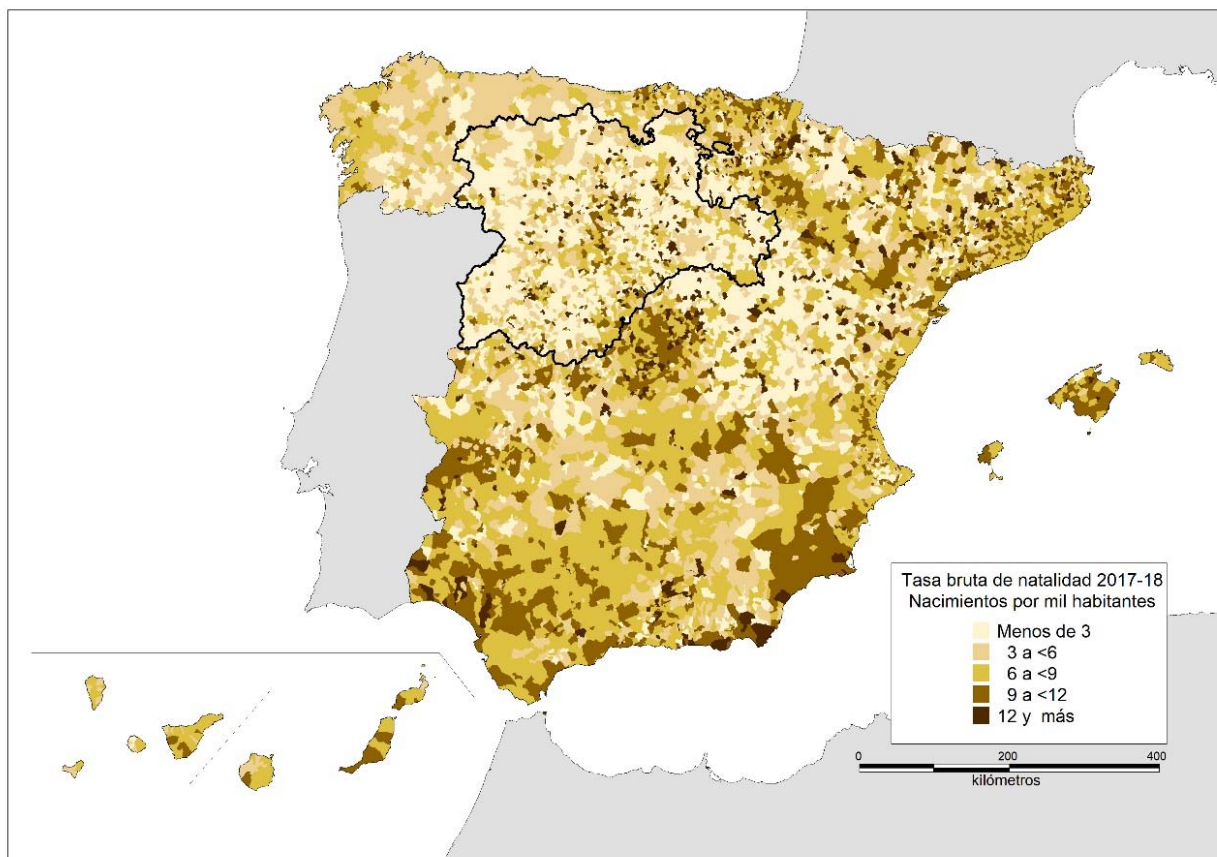 Tasa bruta de natalidad 2017-18
Nacimientos por mil habitantes
Menos de 3
3 a <6
6 a <9
9 a <12
12 y más
0 200 400
kilómetros